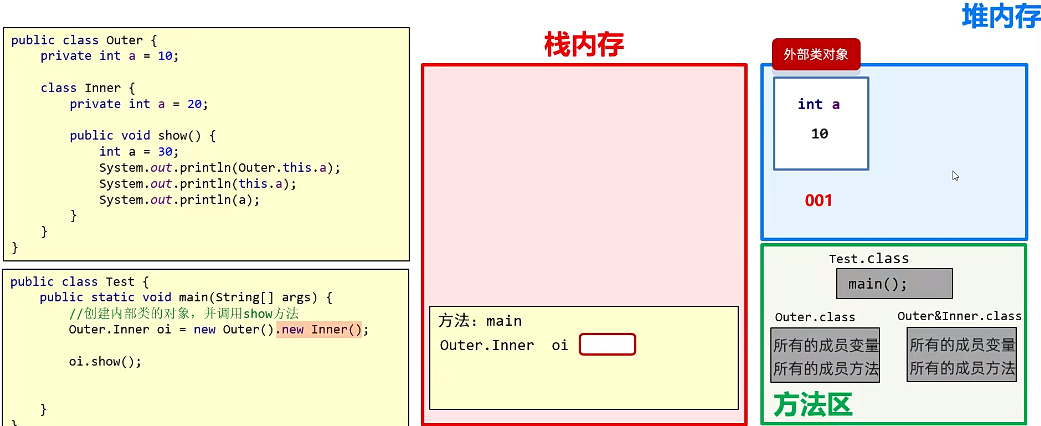 public class Outer {
private int a = 10;
class Inner {
private int a = 20;
public void show() {
int a = 30;
System.out.println(Outer.this.a);
System.out.println(this.a);
System.out.println(a);
}
}
}
public class Test {
public static void main(String[] args) {
//创建内部类的对象，并调用show方法
Outer.Inner oi = new Outer().new Inner();
oi.show();
}
}
栈内存
方法：main
Outer.Inner oi
堆内存
外部类对象
int a
10
001
Test.class
main();
Outer.class
所有的成员变量
所有的成员方法
Outer&Inner.class
所有的成员变量
所有的成员方法
方法区